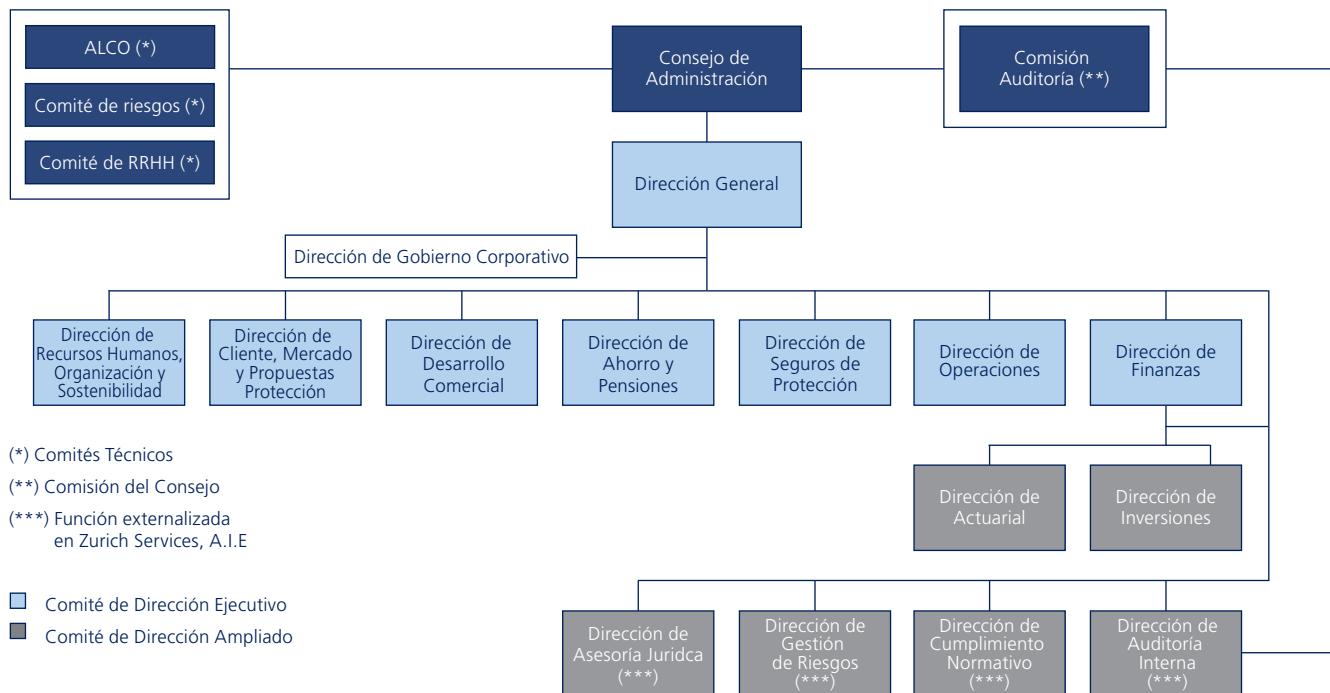 ALCO (*)
Comité de riesgos (*)
Comité de RRHH (*)
Consejo de
Administración
Comisión
Auditoría (**)
Dirección General
Dirección de Gobierno Corporativo
Dirección de
Recursos Humanos,
Organización y
Sostenibilidad
Dirección de
Cliente, Mercado
y Propuestas
Protección
Dirección de
Desarrollo
Comercial
Dirección de
Ahorro y
Pensiones
Dirección de
Seguros de
Protección
Dirección de
Operaciones
Dirección de
Finanzas
(*) Comités Técnicos
(**) Comisión del Consejo
(***) Función externalizada
en Zurich Services, A.I.E
Dirección de
Actuarial
Dirección de
Inversiones
Comité de Dirección Ejecutivo
Comité de Dirección Ampliado
Dirección de
Asesoría Juridca
(***)
Dirección de
Gestión
de Riesgos
(***)
Dirección de
Cumplimiento
Normativo
(***)
Dirección de
Auditoría
Interna
(***)